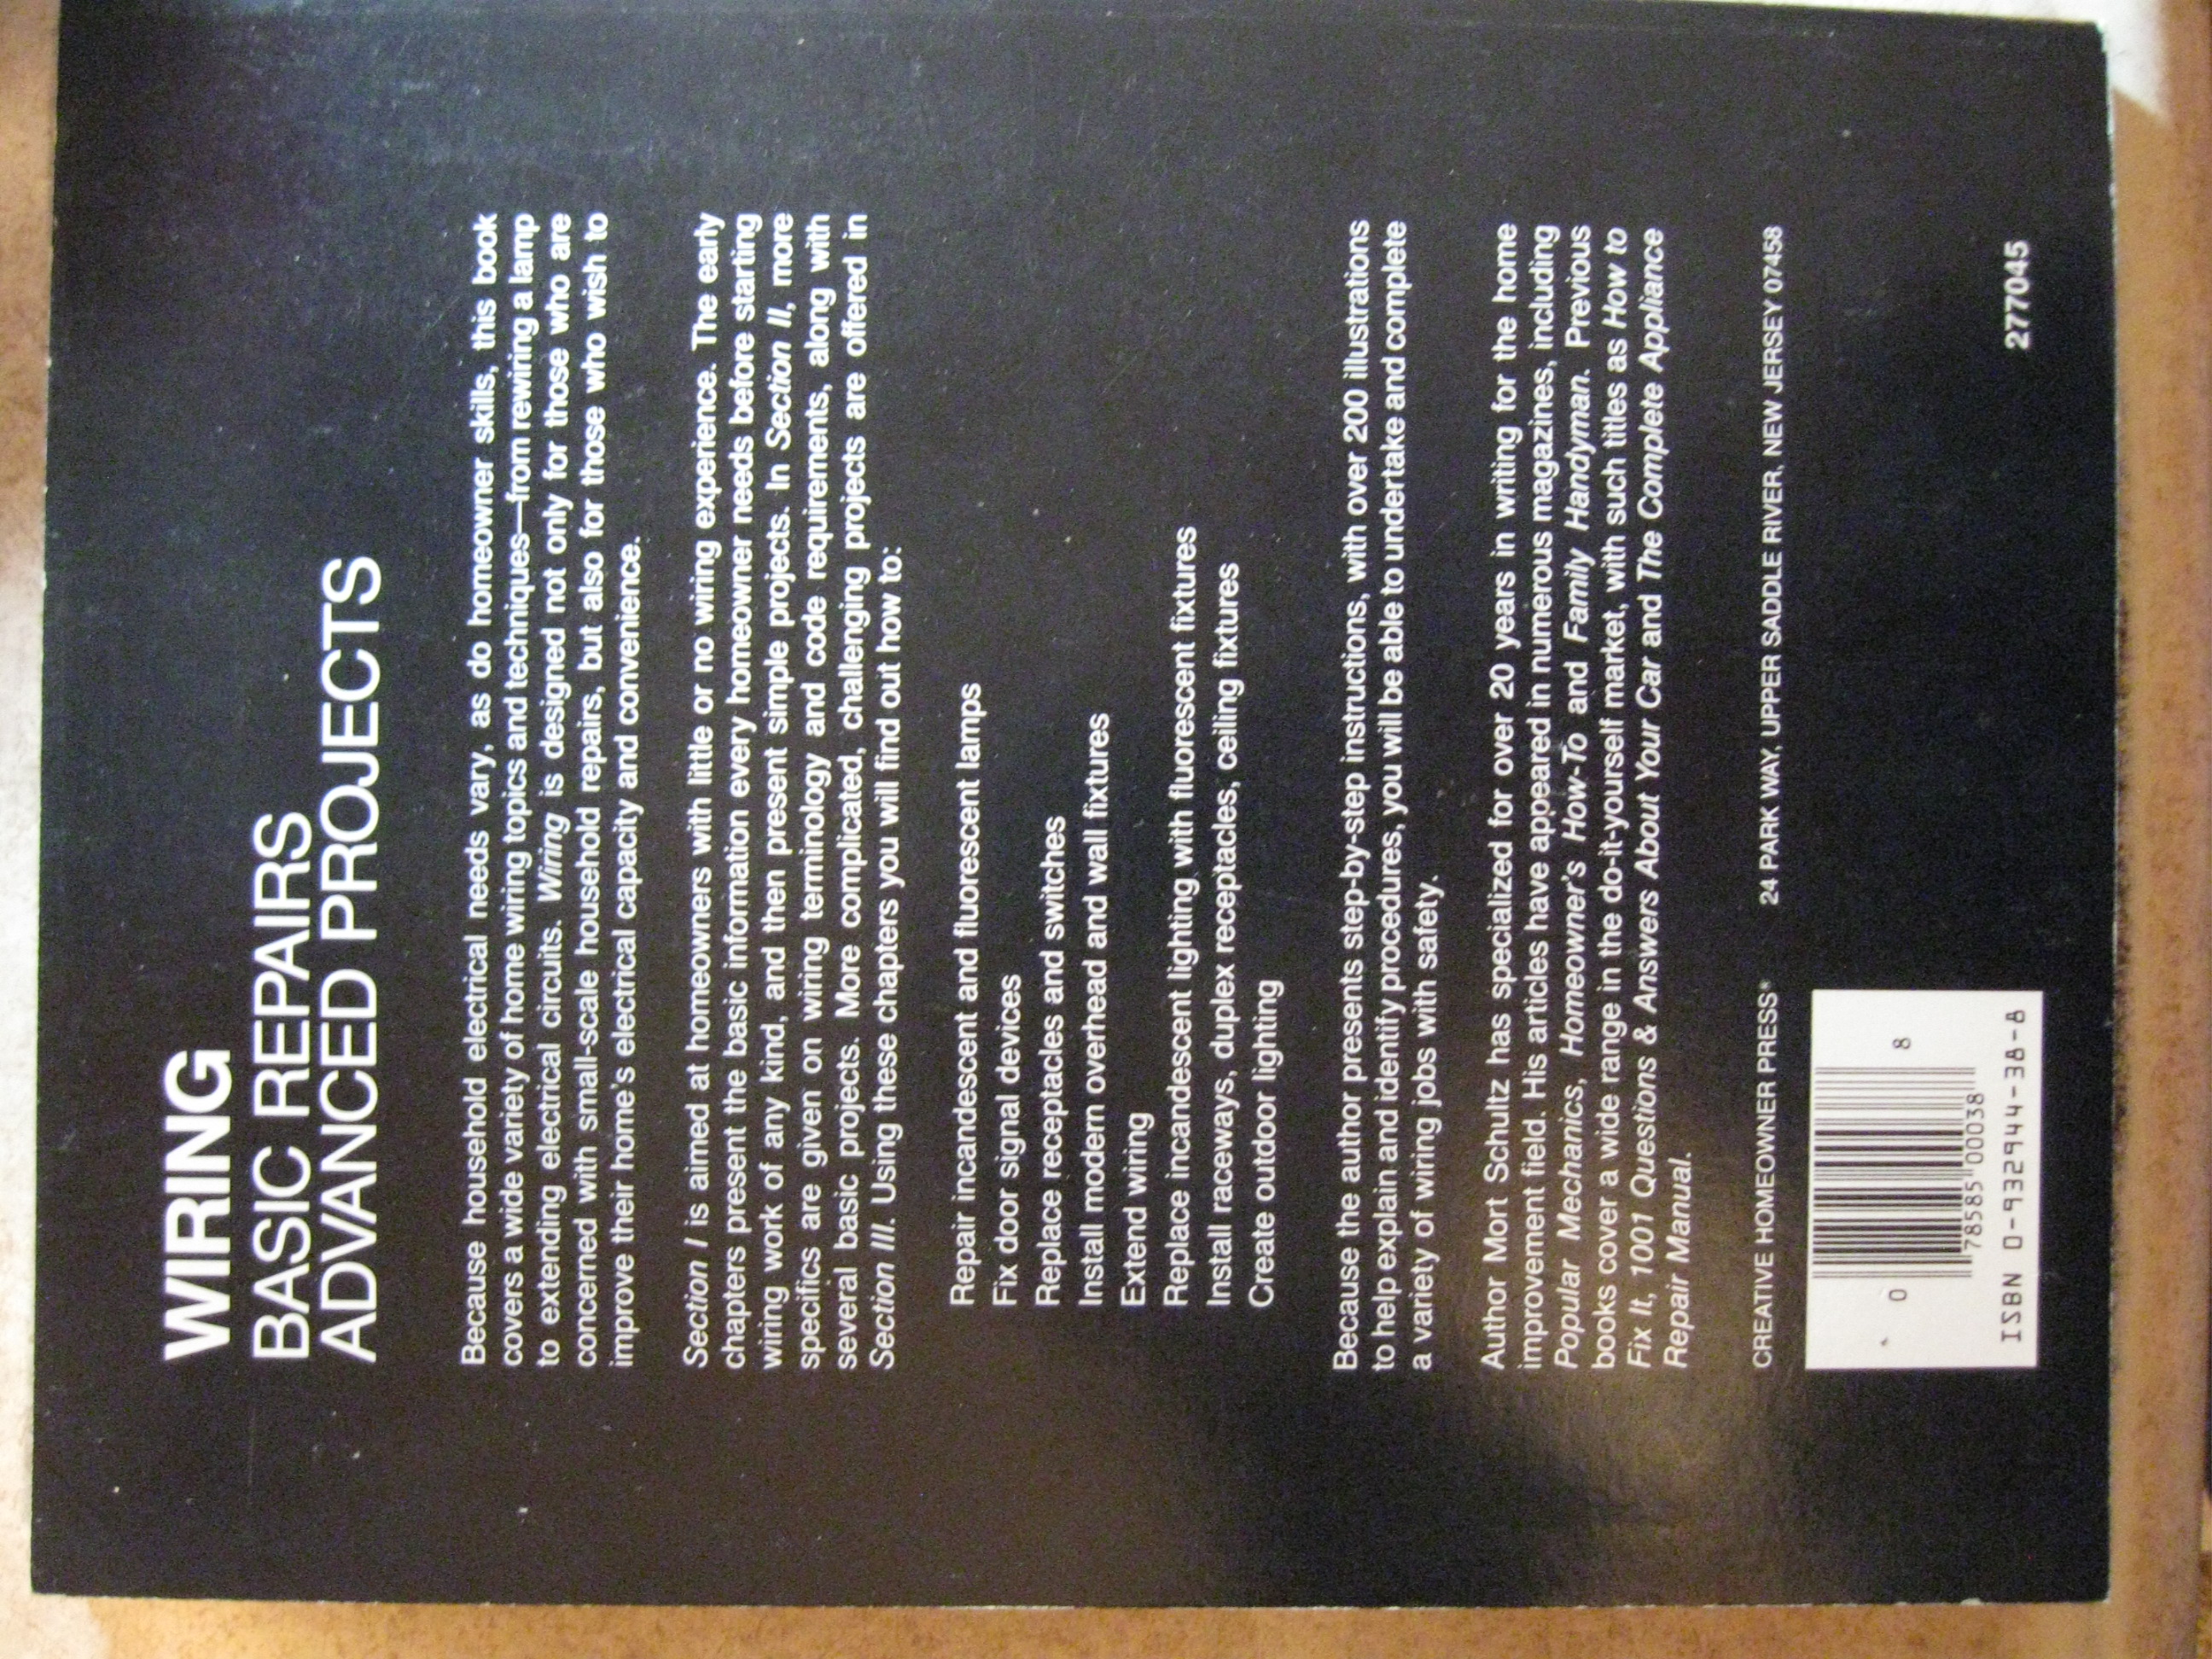 WIRING
BASIC REPAIRS
ADVANCED PROJECTS
Because household electrical needs vary, as do homeowner skills, this book
covers a wide variety of home wiring topics and techniques—from rewiring a lamp
to extending electrical circuits. Wiring is designed not only for those who are
concerned with small-scale household repairs, but also for those who wish to
improve their home's electrical capacity and convenience.
Section I is aimed at homeowners with little or no wiring experience. The early
chapters present the basic information every homeowner needs before starting
wiring work of any kind, and then present simple projects. In Section II, more
specifics are given on wiring terminology and code requirements, along with
several basic projects. More complicated, challenging projects are offered in
Section III. Using these chapters you will find out how to:
Repair incandescent and fluorescent lamps
Fix door signal devices
Replace receptacles and switches
Install modern overhead and wall fixtures
Extend wiring
Replace incandescent lighting with fluorescent fixtures
Install raceways, duplex receptacles, ceiling fixtures
Create outdoor lighting
Because the author presents step-by-step instructions, with over 200 illustrations
to help explain and identify procedures, you will be able to undertake and complete
a variety of wiring jobs with safety.
Author Mort Schultz has specialized for over 20 years in writing for the home
improvement field. His articles have appeared in numerous magazines, including
Popular Mechanics, Homeowner's How-To and Family Handyman. Previous
books cover a wide range in the do-it-yourself market, with such titles as How to
Fix It, 1001 Questions & Answers About Your Car and The Complete Appliance
Repair Manual.
CREATIVE HOMEOWNER PRESS® 24 PARK WAY, UPPER SADDLE RIVER, NEW JERSEY 07458
0 78585 00038 8
ISBN 0-932944-38-8
277045